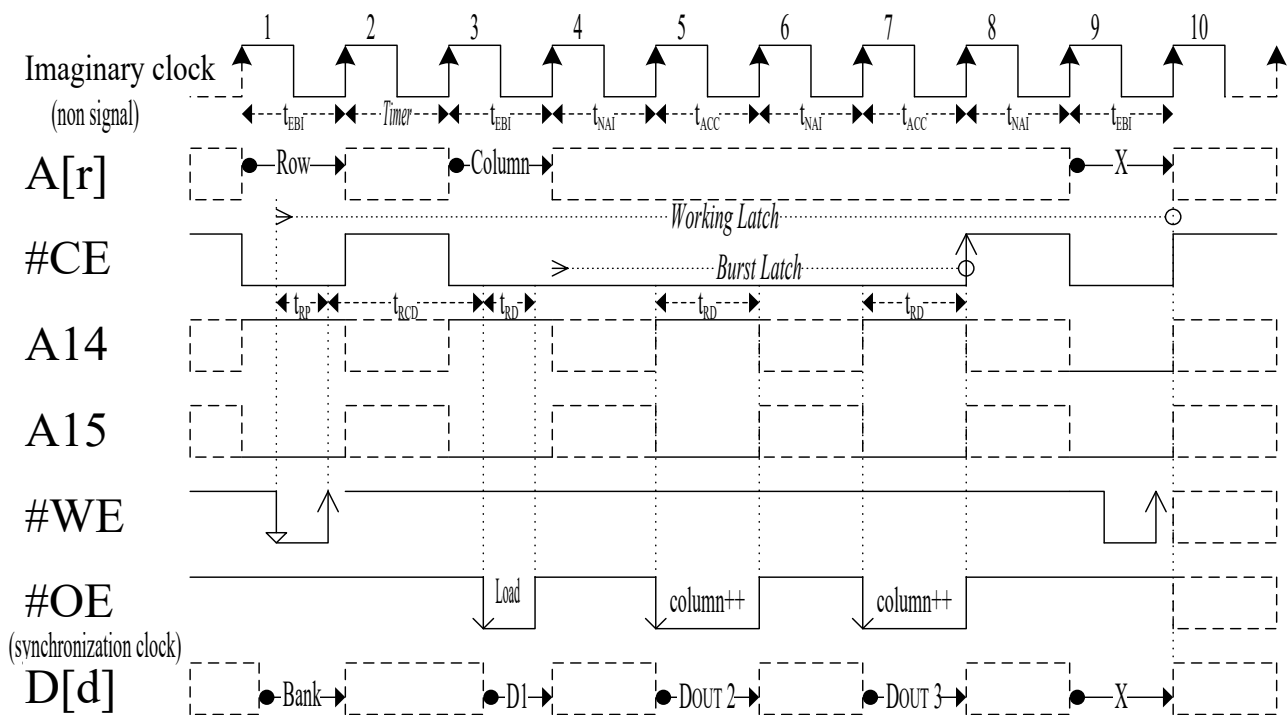 1 2 3 4 5 6 7 8 9 10
Imaginary clock
(non signal)
tEBI Timer tEBI tNAI tACC tNAI tACC tNAI tEBI
A[r]
Row Column X
Working Latch
#CE
Burst Latch
tRP tRCD tRD tRD tRD
A14
A15
#WE
#OE
Load column++ column++
(synchronization clock)
D[d]
Bank D1 DOUT 2 DOUT 3 X